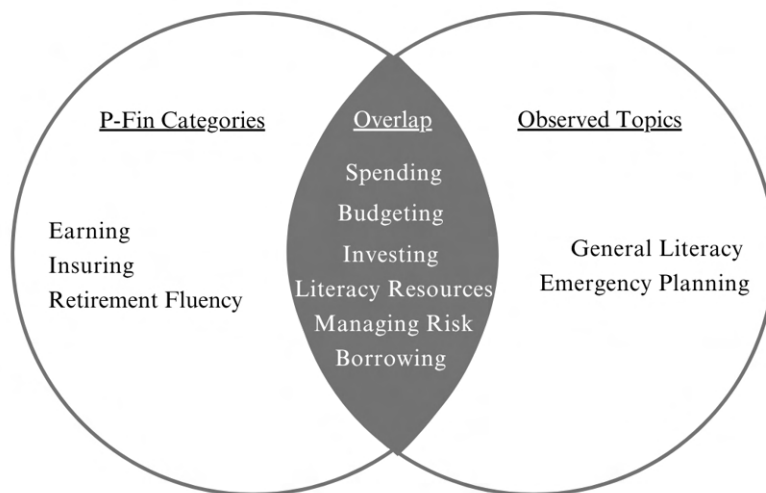 P-Fin Categories
Earning
Insuring
Retirement Fluency
Overlap
Spending
Budgeting
Investing
Literacy Resources
Managing Risk
Borrowing
Observed Topics
General Literacy
Emergency Planning